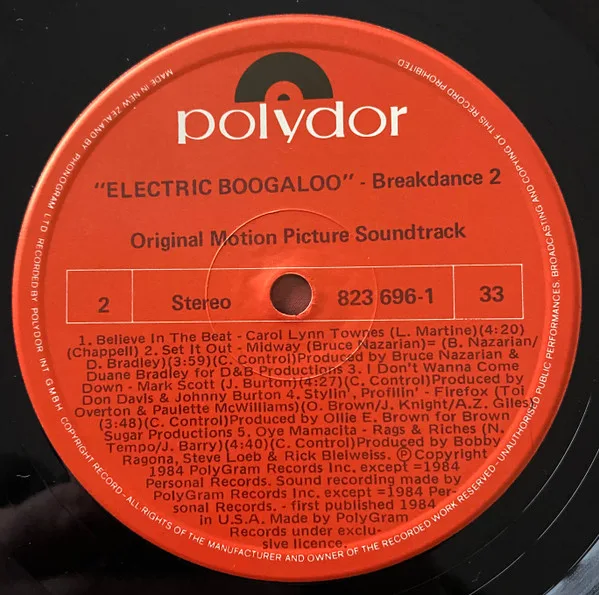 polydor
"ELECTRIC BOOGALOO" - Breakdance 2
Original Motion Picture Soundtrack
2 Stereo 823 696-1 33
1. Believe In The Beat - Carol Lynn Townes (L. Martine)(4:20)
(Chappell) 2. Set It Out - Midway (Bruce Nazarian)= (B. Nazarian/
D. Bradley)(3:59)(C. Control)Produced by Bruce Nazarian &
Duane Bradley for D&B Productions 3. I Don't Wanna Come
Down - Mark Scott (J. Burton)(4:27)(C. Control)Produced by
Don Davis & Johnny Burton 4. Stylin', Profilin' - Firefox (Toi
Overton & Paulette McWilliams)(O. Brown/J. Knight/A.Z. Giles)
(3:48)(C. Control)Produced by Ollie E. Brown for Brown
Sugar Productions 5. Oye Mamacita - Rags & Riches (N.
Tempo/J. Barry)(4:40)(C. Control)Produced by Bobby
Ragona, Steve Loeb & Rick Bleiweiss. ℗Copyright
1984 PolyGram Records Inc. except =1984
Personal Records. Sound recording made by
PolyGram Records Inc. except =1984 Per-
sonal Records. - first published 1984
in U.S.A. Made by PolyGram
Records under exclu-
sive licence.
MADE IN NEW ZEALAND BY PHONOGRAM LTD RECORDED BY POLYDOR INT GMBH COPYRIGHT RECORD - ALL RIGHTS OF THE MANUFACTURER AND OF THE OWNER OF THE RECORDED WORK RESERVED - UNAUTHORISED PUBLIC PERFORMANCES, BROADCASTING AND COPYING OF THIS RECORD PROHIBITED